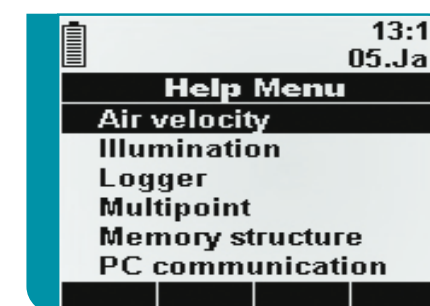 13:1
05.Ja
Help Menu
Air velocity
Illumination
Logger
Multipoint
Memory structure
PC communication